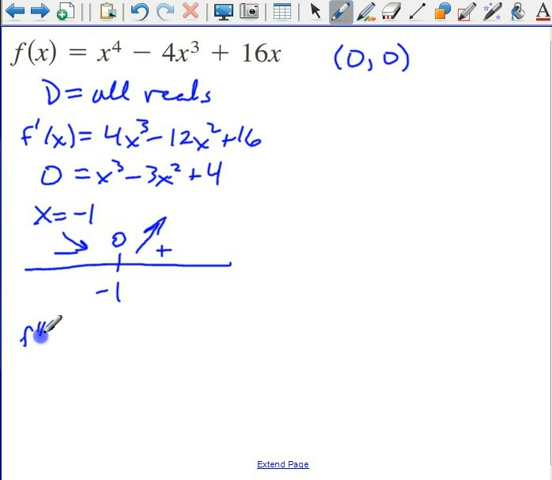 f(x) = x⁴ − 4x³ + 16x (0, 0)
D = all reals
f'(x) = 4x³ − 12x² + 16
0 = x³ − 3x² + 4
x = −1
− 0 +
−1
f"
Extend Page